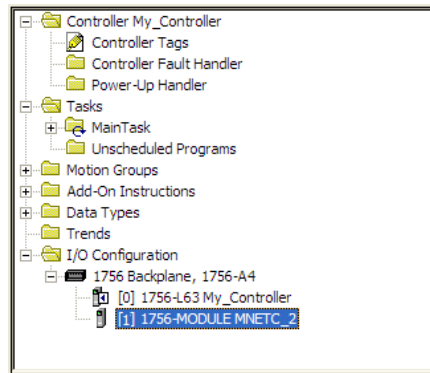 Controller My_Controller
Controller Tags
Controller Fault Handler
Power-Up Handler
Tasks
MainTask
Unscheduled Programs
Motion Groups
Add-On Instructions
Data Types
Trends
I/O Configuration
1756 Backplane, 1756-A4
[0] 1756-L63 My_Controller
[1] 1756-MODULE MNETC_2